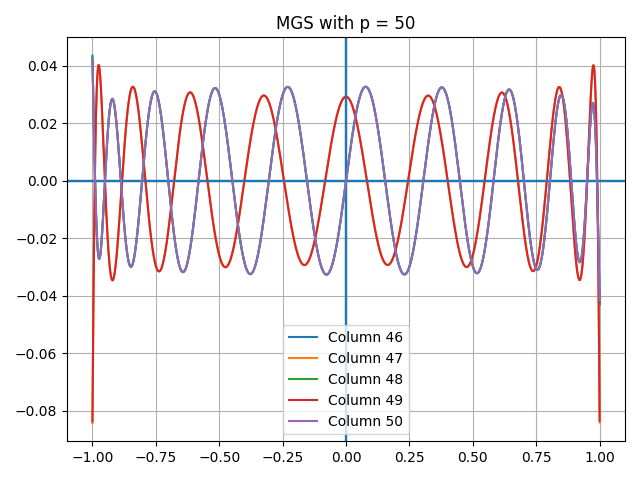 MGS with p = 50
0.04
0.02
0.00
−0.02
−0.04
−0.06
−0.08
Column 46
Column 47
Column 48
Column 49
Column 50
−1.00 −0.75 −0.50 −0.25 0.00 0.25 0.50 0.75 1.00